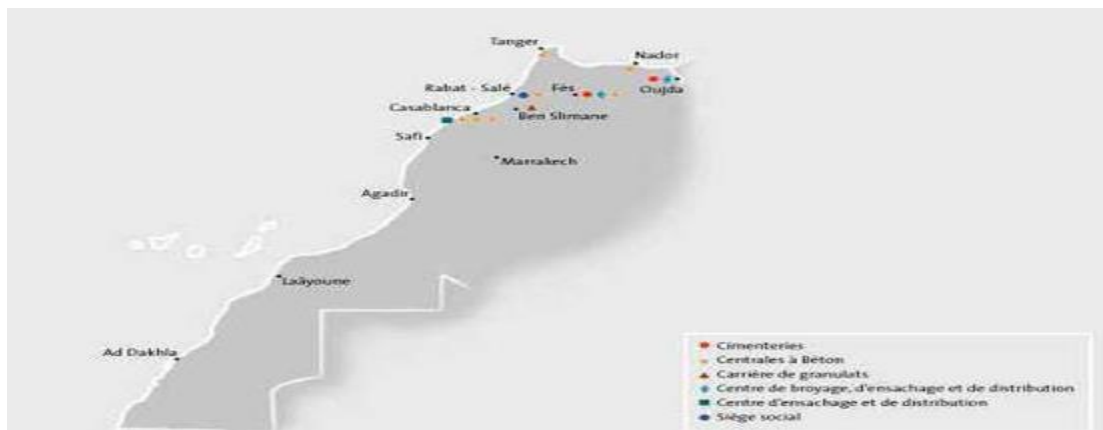 Tanger
Nador
Rabat - Salé
Fès
Oujda
Casablanca
Ben Slimane
Safi
Marrakech
Agadir
Laâyoune
Ad Dakhla
Cimenteries
Centrales à Béton
Carrière de granulats
Centre de broyage, d'ensachage et de distribution
Centre d'ensachage et de distribution
Siège social